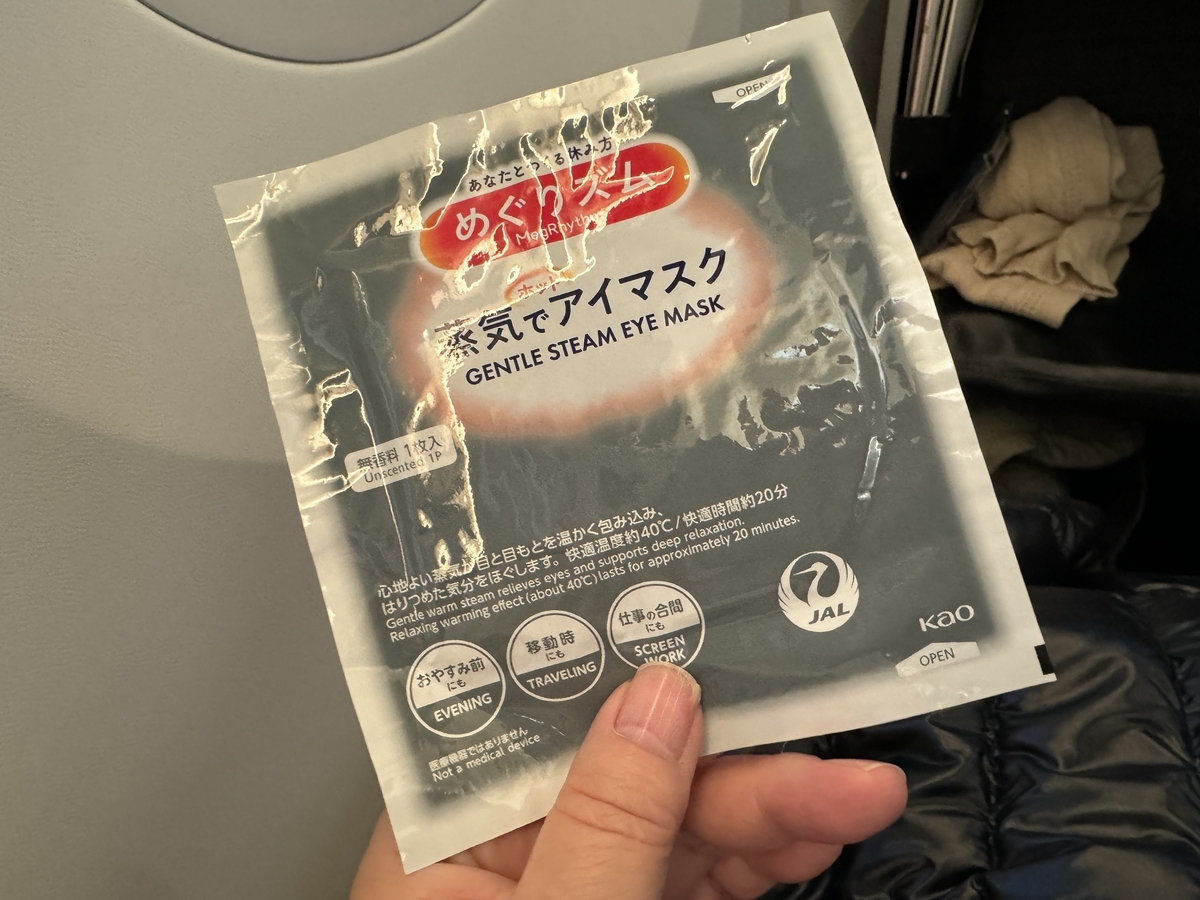 OPEN
あなたとつくる休み方
めぐりズム
MegRhythm
ホット
蒸気でアイマスク
GENTLE STEAM EYE MASK
無香料 1枚入
Unscented 1P
心地よい蒸気が目と目もとを温かく包み込み、
はりつめた気分をほぐします。快適温度約40℃/快適時間約20分
Gentle warm steam relieves eyes and supports deep relaxation.
Relaxing warming effect (about 40℃) lasts for approximately 20 minutes.
おやすみ前
にも
EVENING
移動時
にも
TRAVELING
仕事の合間
にも
SCREEN
WORK
JAL
Kao
OPEN
医療機器ではありません
Not a medical device